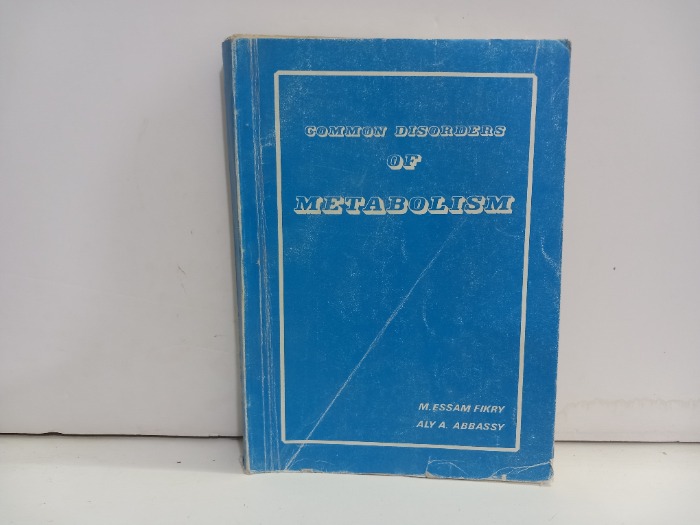 COMMON DISORDERS
OF
METABOLISM
M.ESSAM FIKRY
ALY A. ABBASSY